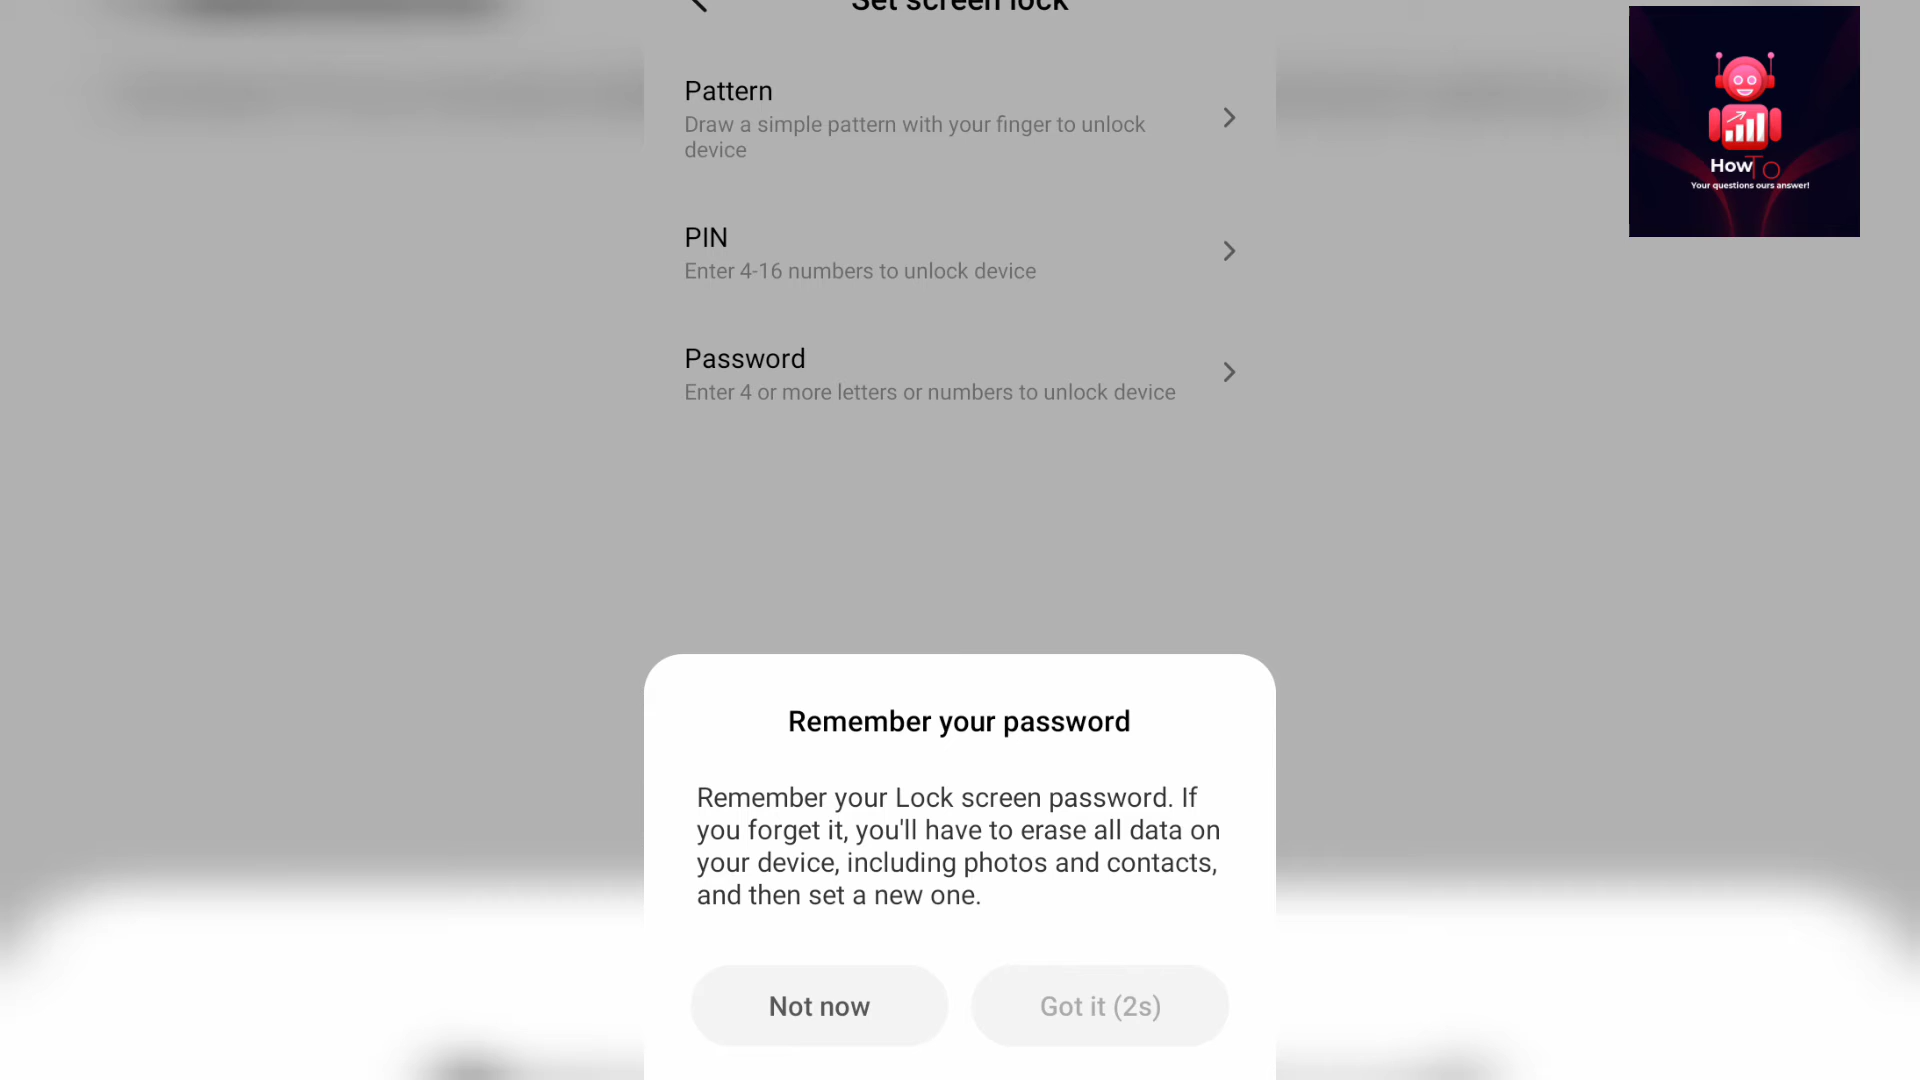 Set screen lock
Pattern
Draw a simple pattern with your finger to unlock
device
PIN
Enter 4-16 numbers to unlock device
Password
Enter 4 or more letters or numbers to unlock device
HowTo
Your questions ours answer!
Remember your password
Remember your Lock screen password. If
you forget it, you'll have to erase all data on
your device, including photos and contacts,
and then set a new one.
Not now
Got it (2s)